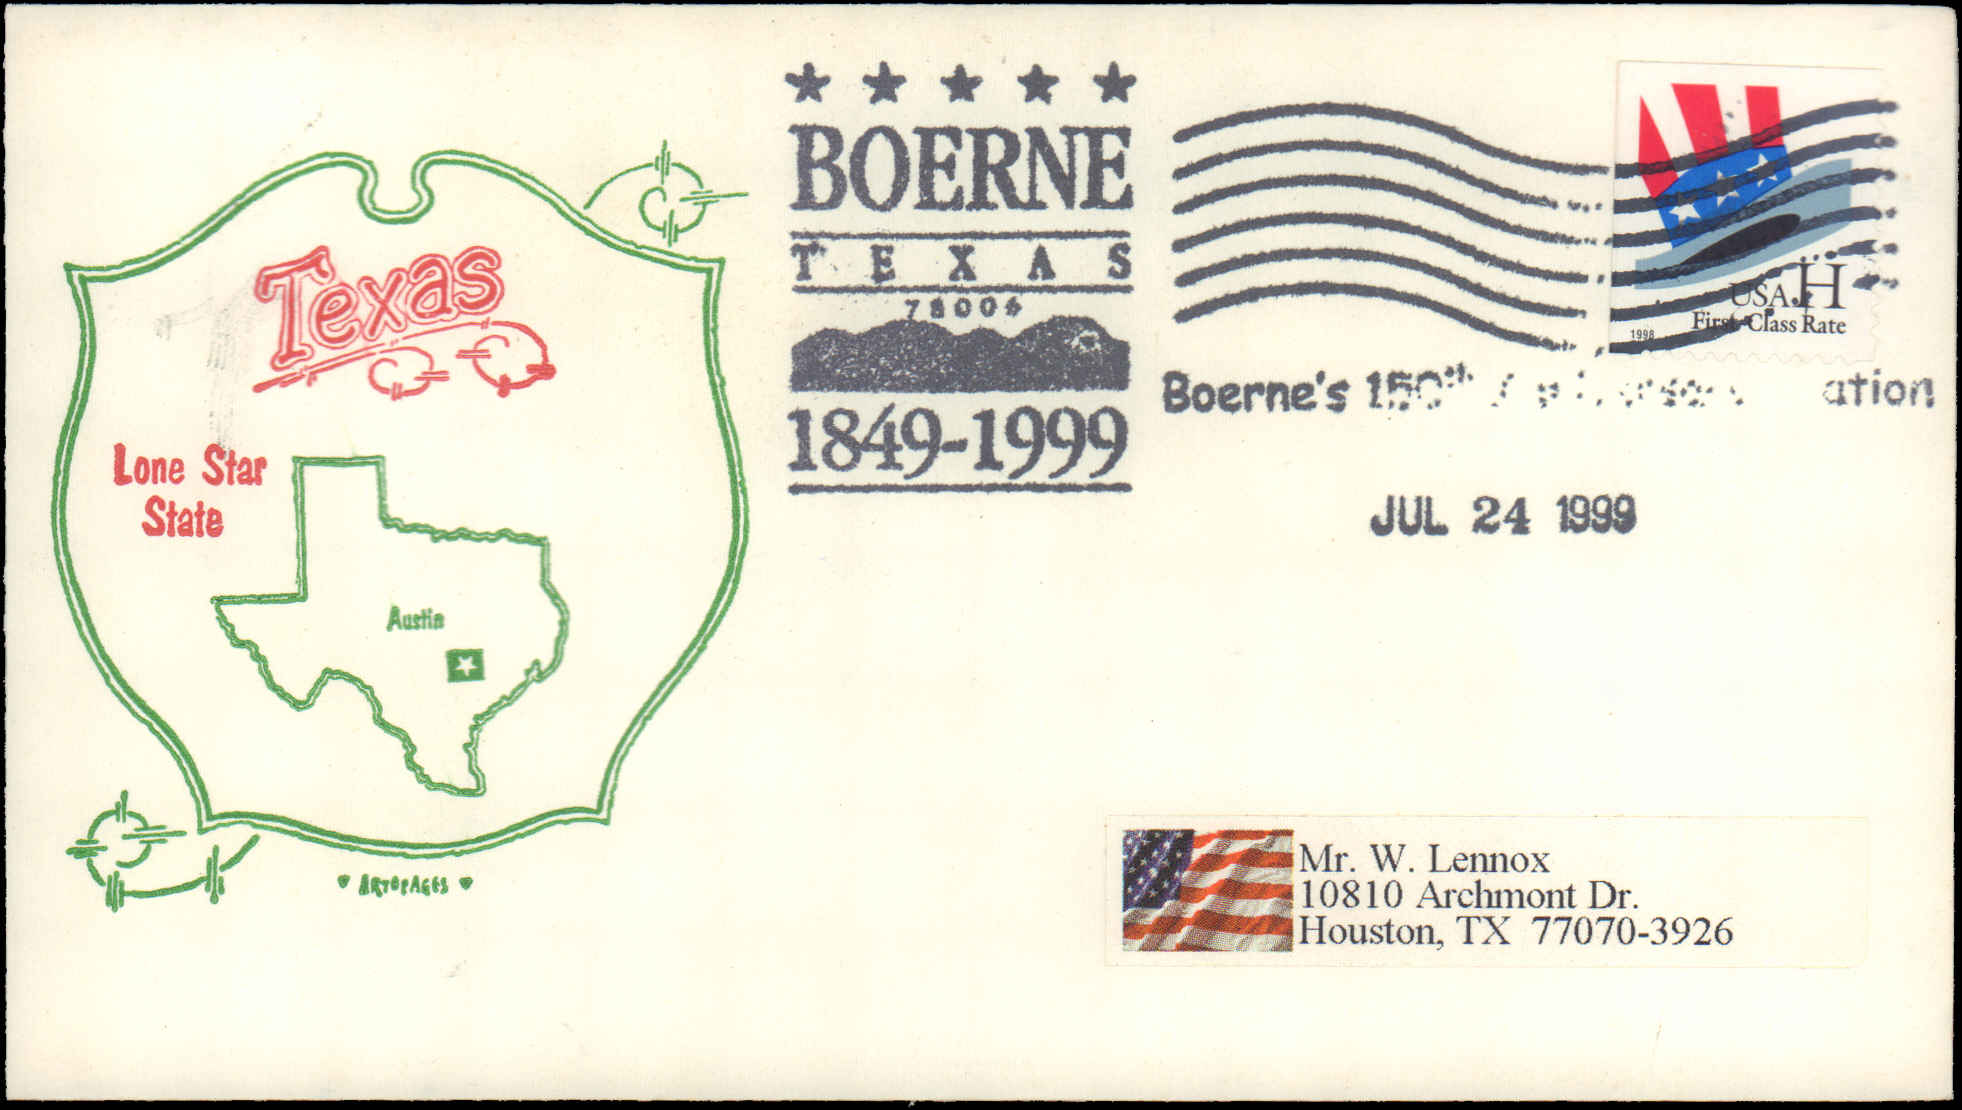 Texas
Lone Star
State
Austin
ARTOPAGES
BOERNE
TEXAS
78006
1849-1999
Boerne's 150th
JUL 24 1999
USA H
First-Class Rate
1998
Mr. W. Lennox
10810 Archmont Dr.
Houston, TX 77070-3926